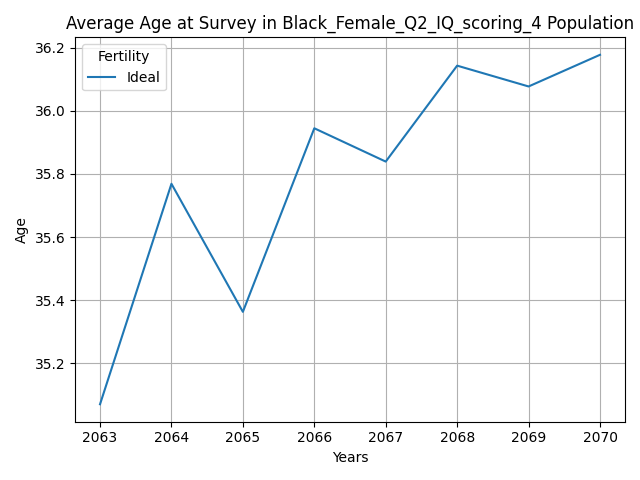 Average Age at Survey in Black_Female_Q2_IQ_scoring_4 Population
Fertility
Ideal
36.2
36.0
35.8
35.6
35.4
35.2
Age
2063 2064 2065 2066 2067 2068 2069 2070
Years